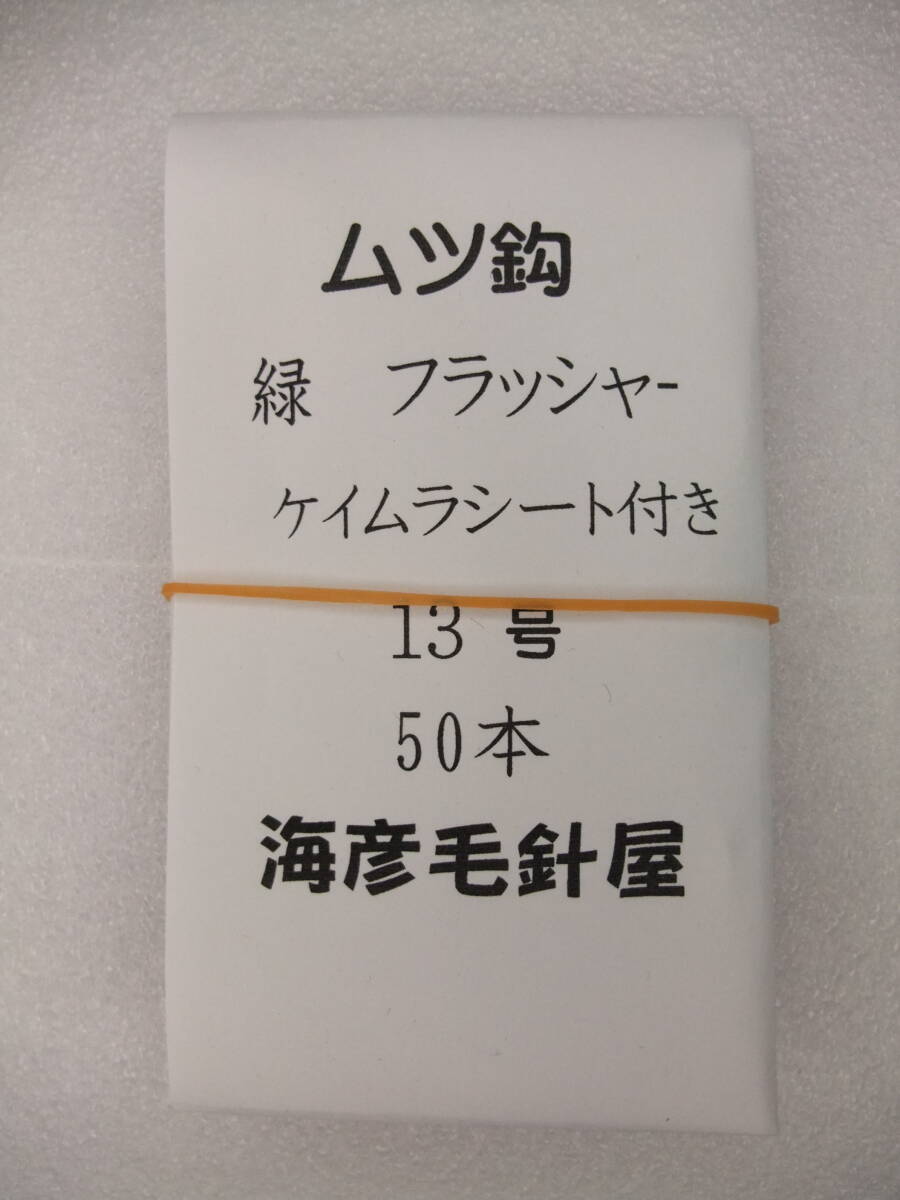 ムツ鈎
緑　フラッシャー
ケイムラシート付き
13 号
50本
海彦毛針屋